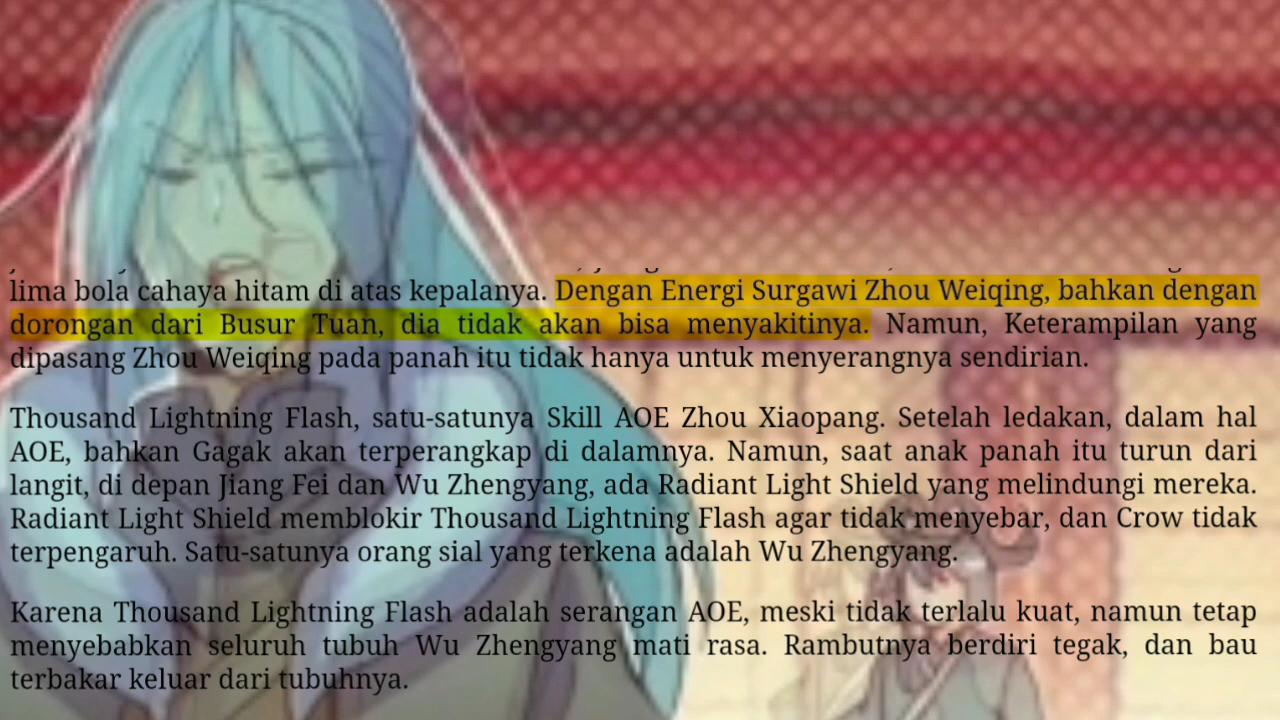 lima bola cahaya hitam di atas kepalanya. Dengan Energi Surgawi Zhou Weiqing, bahkan dengan
dorongan dari Busur Tuan, dia tidak akan bisa menyakitinya. Namun, Keterampilan yang
dipasang Zhou Weiqing pada panah itu tidak hanya untuk menyerangnya sendirian.
Thousand Lightning Flash, satu-satunya Skill AOE Zhou Xiaopang. Setelah ledakan, dalam hal
AOE, bahkan Gagak akan terperangkap di dalamnya. Namun, saat anak panah itu turun dari
langit, di depan Jiang Fei dan Wu Zhengyang, ada Radiant Light Shield yang melindungi mereka.
Radiant Light Shield memblokir Thousand Lightning Flash agar tidak menyebar, dan Crow tidak
terpengaruh. Satu-satunya orang sial yang terkena adalah Wu Zhengyang.
Karena Thousand Lightning Flash adalah serangan AOE, meski tidak terlalu kuat, namun tetap
menyebabkan seluruh tubuh Wu Zhengyang mati rasa. Rambutnya berdiri tegak, dan bau
terbakar keluar dari tubuhnya.